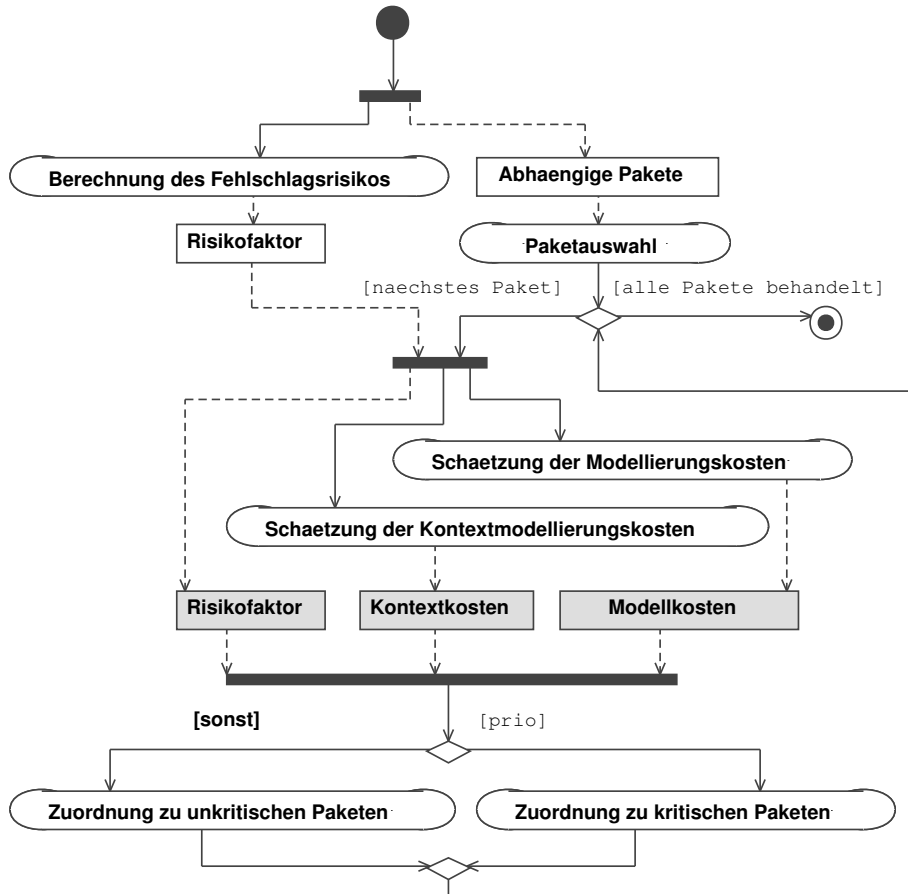 Berechnung des Fehlschlagsrisikos
Abhaengige Pakete
Risikofaktor
Paketauswahl
[naechstes Paket]
[alle Pakete behandelt]
Schaetzung der Modellierungskosten
Schaetzung der Kontextmodellierungskosten
Risikofaktor
Kontextkosten
Modellkosten
[sonst]
[prio]
Zuordnung zu unkritischen Paketen
Zuordnung zu kritischen Paketen